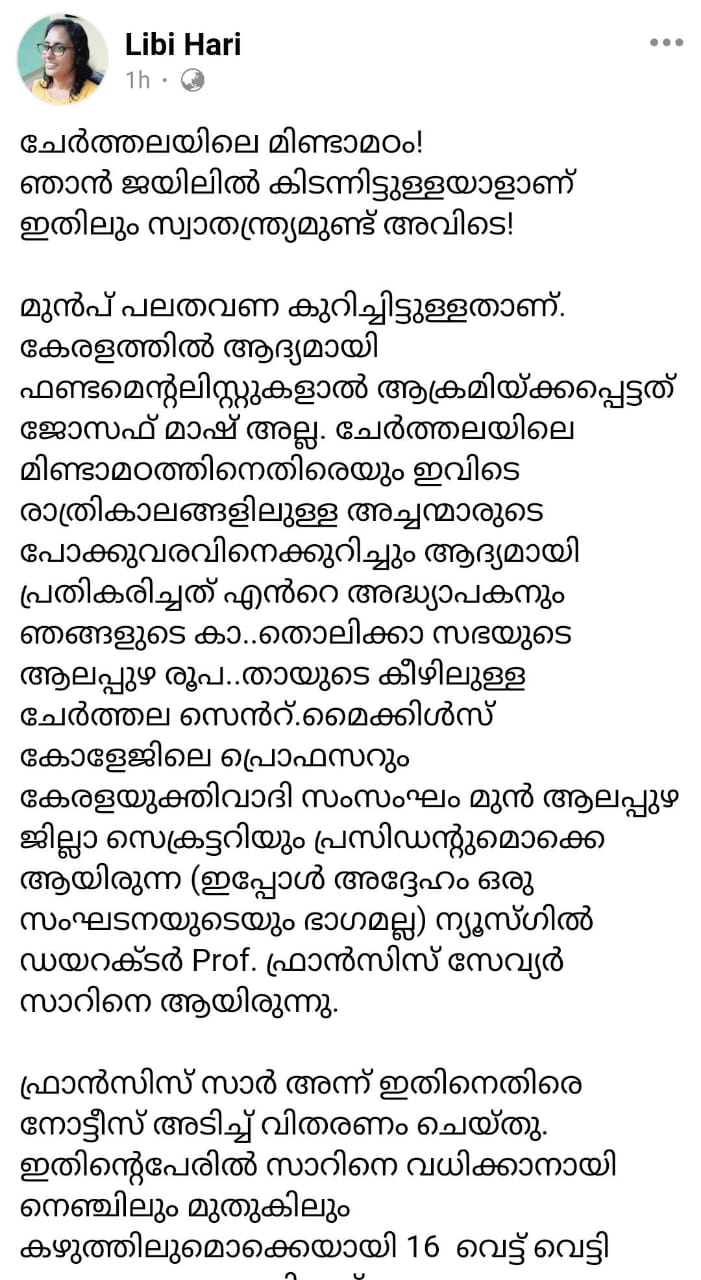 Libi Hari
1h ·
ചേർത്തലയിലെ മിണ്ടാമഠം!
ഞാൻ ജയിലിൽ കിടന്നിട്ടുള്ളയാളാണ്
ഇതിലും സ്വാതന്ത്ര്യമുണ്ട് അവിടെ!
മുൻപ് പലതവണ കുറിച്ചിട്ടുള്ളതാണ്.
കേരളത്തിൽ ആദ്യമായി
ഫണ്ടമെന്റലിസ്റ്റുകളാൽ ആക്രമിയ്ക്കപ്പെട്ടത്
ജോസഫ് മാഷ് അല്ല. ചേർത്തലയിലെ
മിണ്ടാമഠത്തിനെതിരെയും ഇവിടെ
രാത്രികാലങ്ങളിലുള്ള അച്ചന്മാരുടെ
പോക്കുവരവിനെക്കുറിച്ചും ആദ്യമായി
പ്രതികരിച്ചത് എൻറെ അദ്ധ്യാപകനും
ഞങ്ങളുടെ കാ..തൊലിക്കാ സഭയുടെ
ആലപ്പുഴ രൂപ..തായുടെ കീഴിലുള്ള
ചേർത്തല സെൻറ്.മൈക്കിൾസ്
കോളേജിലെ പ്രൊഫസറും
കേരളയുക്തിവാദി സംസംഘം മുൻ ആലപ്പുഴ
ജില്ലാ സെക്രട്ടറിയും പ്രസിഡന്റുമൊക്കെ
ആയിരുന്ന (ഇപ്പോൾ അദ്ദേഹം ഒരു
സംഘടനയുടെയും ഭാഗമല്ല) ന്യൂസ്ഗിൽ
ഡയറക്ടർ Prof. ഫ്രാൻസിസ് സേവ്യർ
സാറിനെ ആയിരുന്നു.
ഫ്രാൻസിസ് സാർ അന്ന് ഇതിനെതിരെ
നോട്ടീസ് അടിച്ച് വിതരണം ചെയ്തു.
ഇതിന്റെപേരിൽ സാറിനെ വധിക്കാനായി
നെഞ്ചിലും മുതുകിലും
കഴുത്തിലുമൊക്കെയായി 16 വെട്ട് വെട്ടി